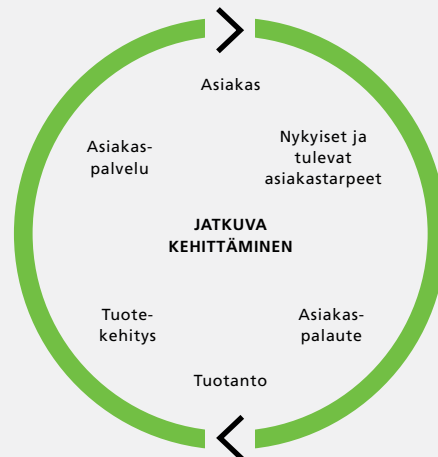 Asiakas
Nykyiset ja
tulevat
asiakastarpeet
Asiakas-
palvelu
JATKUVA
KEHITTÄMINEN
Tuote-
kehitys
Asiakas-
palaute
Tuotanto